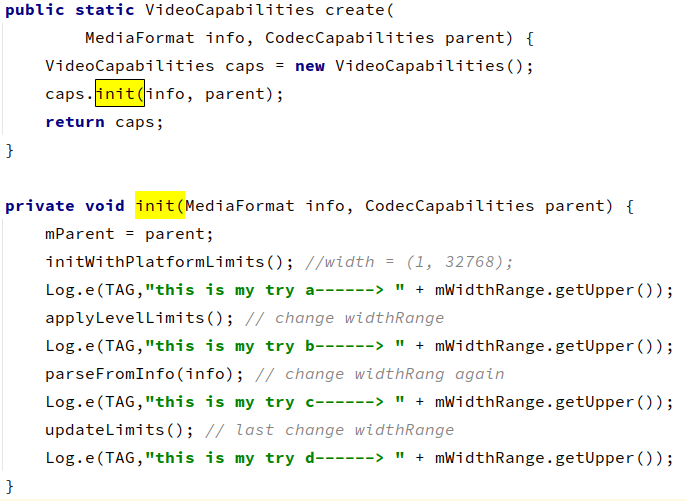 public static VideoCapabilities create(
MediaFormat info, CodecCapabilities parent) {
VideoCapabilities caps = new VideoCapabilities();
caps.init(info, parent);
return caps;
}
private void init(MediaFormat info, CodecCapabilities parent) {
mParent = parent;
initWithPlatformLimits(); //width = (1, 32768);
Log.e(TAG,"this is my try a------> " + mWidthRange.getUpper());
applyLevelLimits(); // change widthRange
Log.e(TAG,"this is my try b------> " + mWidthRange.getUpper());
parseFromInfo(info); // change widthRang again
Log.e(TAG,"this is my try c------> " + mWidthRange.getUpper());
updateLimits(); // last change widthRange
Log.e(TAG,"this is my try d------> " + mWidthRange.getUpper());
}